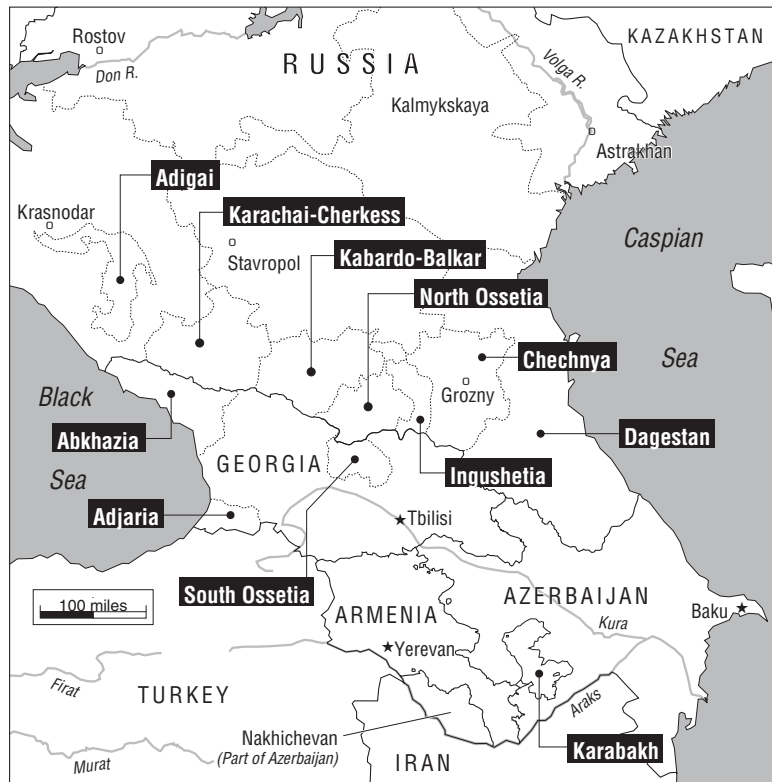 Rostov
Don R.
RUSSIA
Volga R.
KAZAKHSTAN
Kalmykskaya
Astrakhan
Adigai
Krasnodar
Karachai-Cherkess
Stavropol
Kabardo-Balkar
Caspian
Sea
North Ossetia
Chechnya
Grozny
Black
Sea
Abkhazia
GEORGIA
Ingushetia
Dagestan
Adjaria
Tbilisi
South Ossetia
100 miles
ARMENIA
AZERBAIJAN
Kura
Baku
Yerevan
Firat
TURKEY
Araks
Nakhichevan
(Part of Azerbaijan)
Karabakh
Murat
IRAN